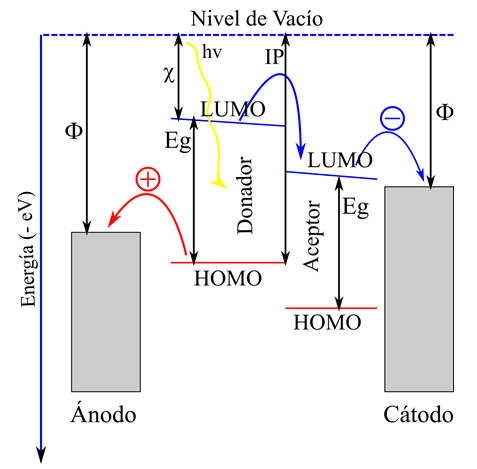 Nivel de Vacío
hv
IP
χ
Φ
Φ
LUMO
Eg
LUMO
Eg
Donador
Aceptor
+
−
HOMO
HOMO
Energía (- eV)
Ánodo
Cátodo